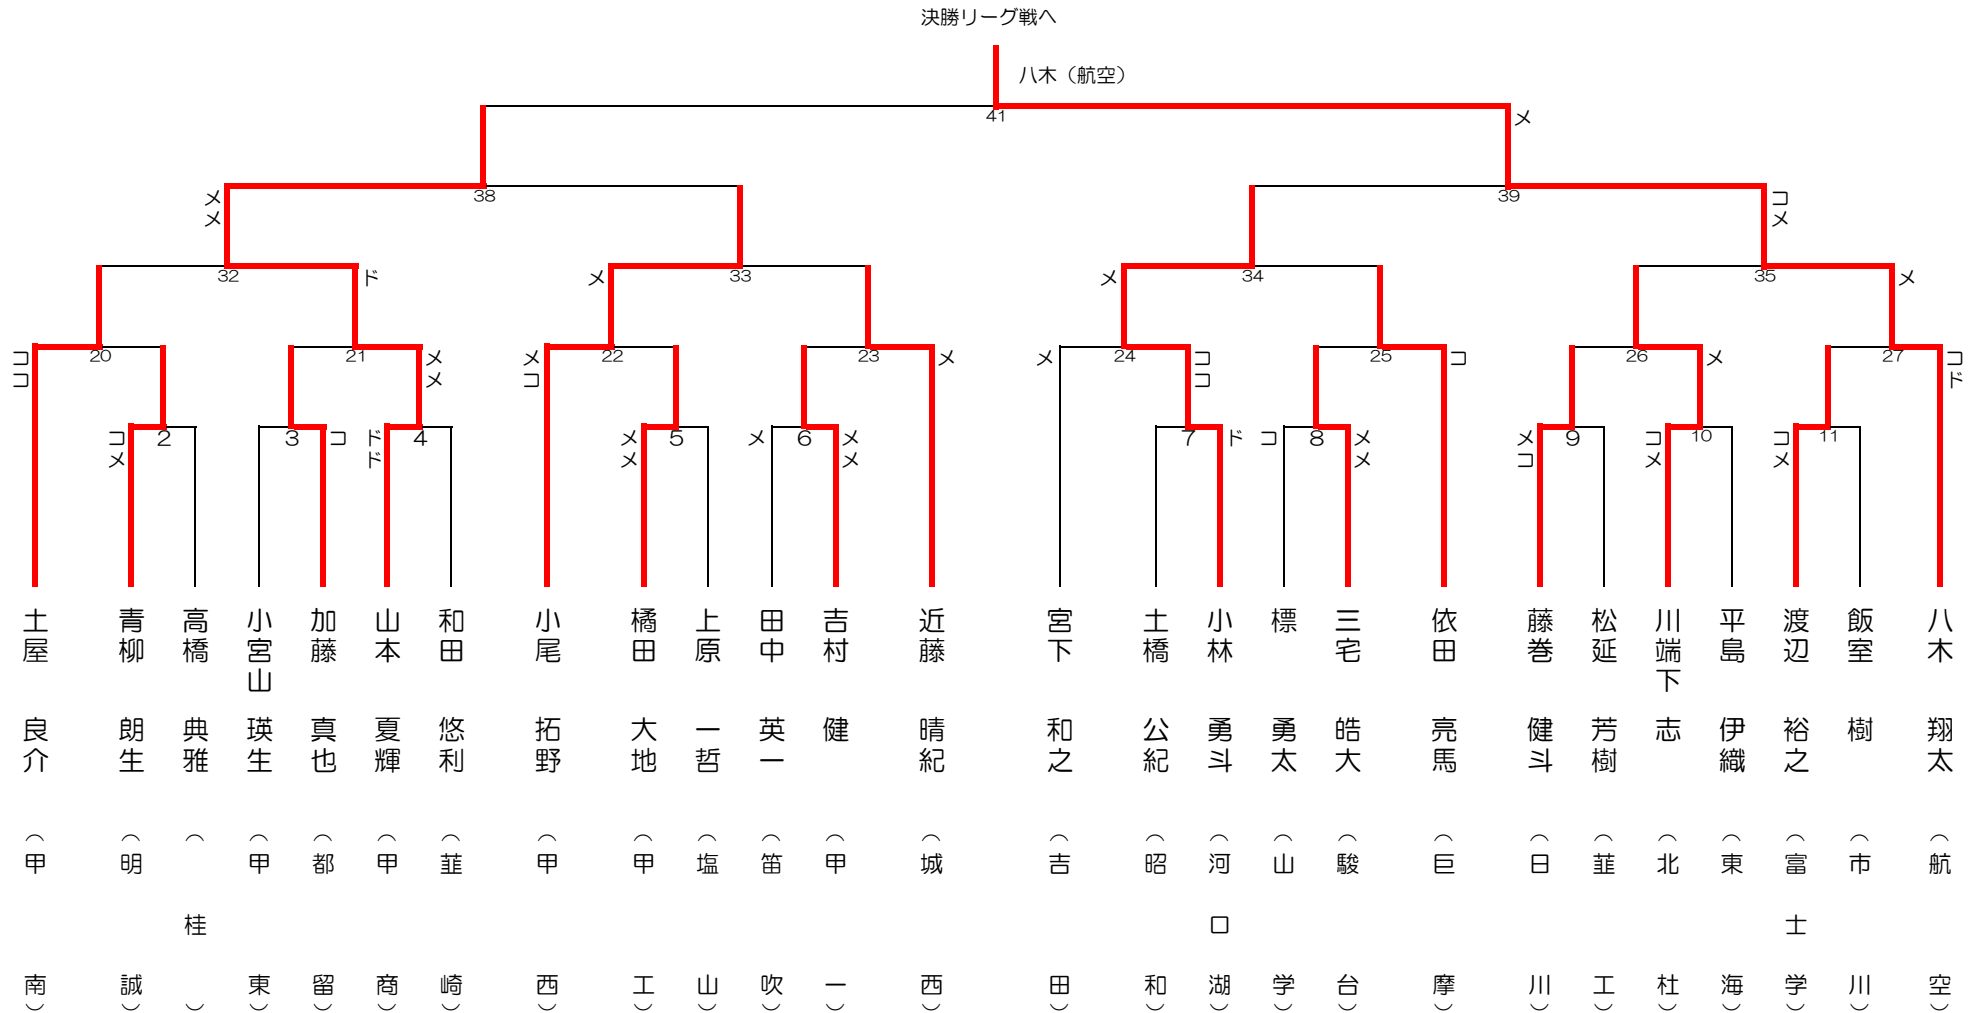 決勝リーグ戦へ
八木（航空）
41
メ
メメ
38
39
コメ
32
ド
メ
33
メ
34
35
メ
ココ
20
21
メメ
メコ
22
23
メ
メ
24
ココ
25
コ
26
メ
27
コド
コメ
2
3
コ
ドド
4
メメ
5
メ
6
メメ
7
ド
コ
8
メメ
メコ
9
コメ
10
コメ
11
土屋 良介（甲南）
青柳 朗生（明誠）
高橋 典雅（桂）
小宮山 瑛生（甲東）
加藤 真也（都留）
山本 夏輝（甲商）
和田 悠利（韮崎）
小尾 拓野（甲西）
橘田 大地（甲工）
上原 一哲（塩山）
田中 英一（笛吹）
吉村 健（甲一）
近藤 晴紀（城西）
宮下 和之（吉田）
土橋 公紀（昭和）
小林 勇斗（河口湖）
標 勇太（山学）
三宅 皓大（駿台）
依田 亮馬（巨摩）
藤巻 健斗（日川）
松延 芳樹（韮工）
川端下 志（北杜）
平島 伊織（東海）
渡辺 裕之（富士学）
飯室 樹（市川）
八木 翔太（航空）